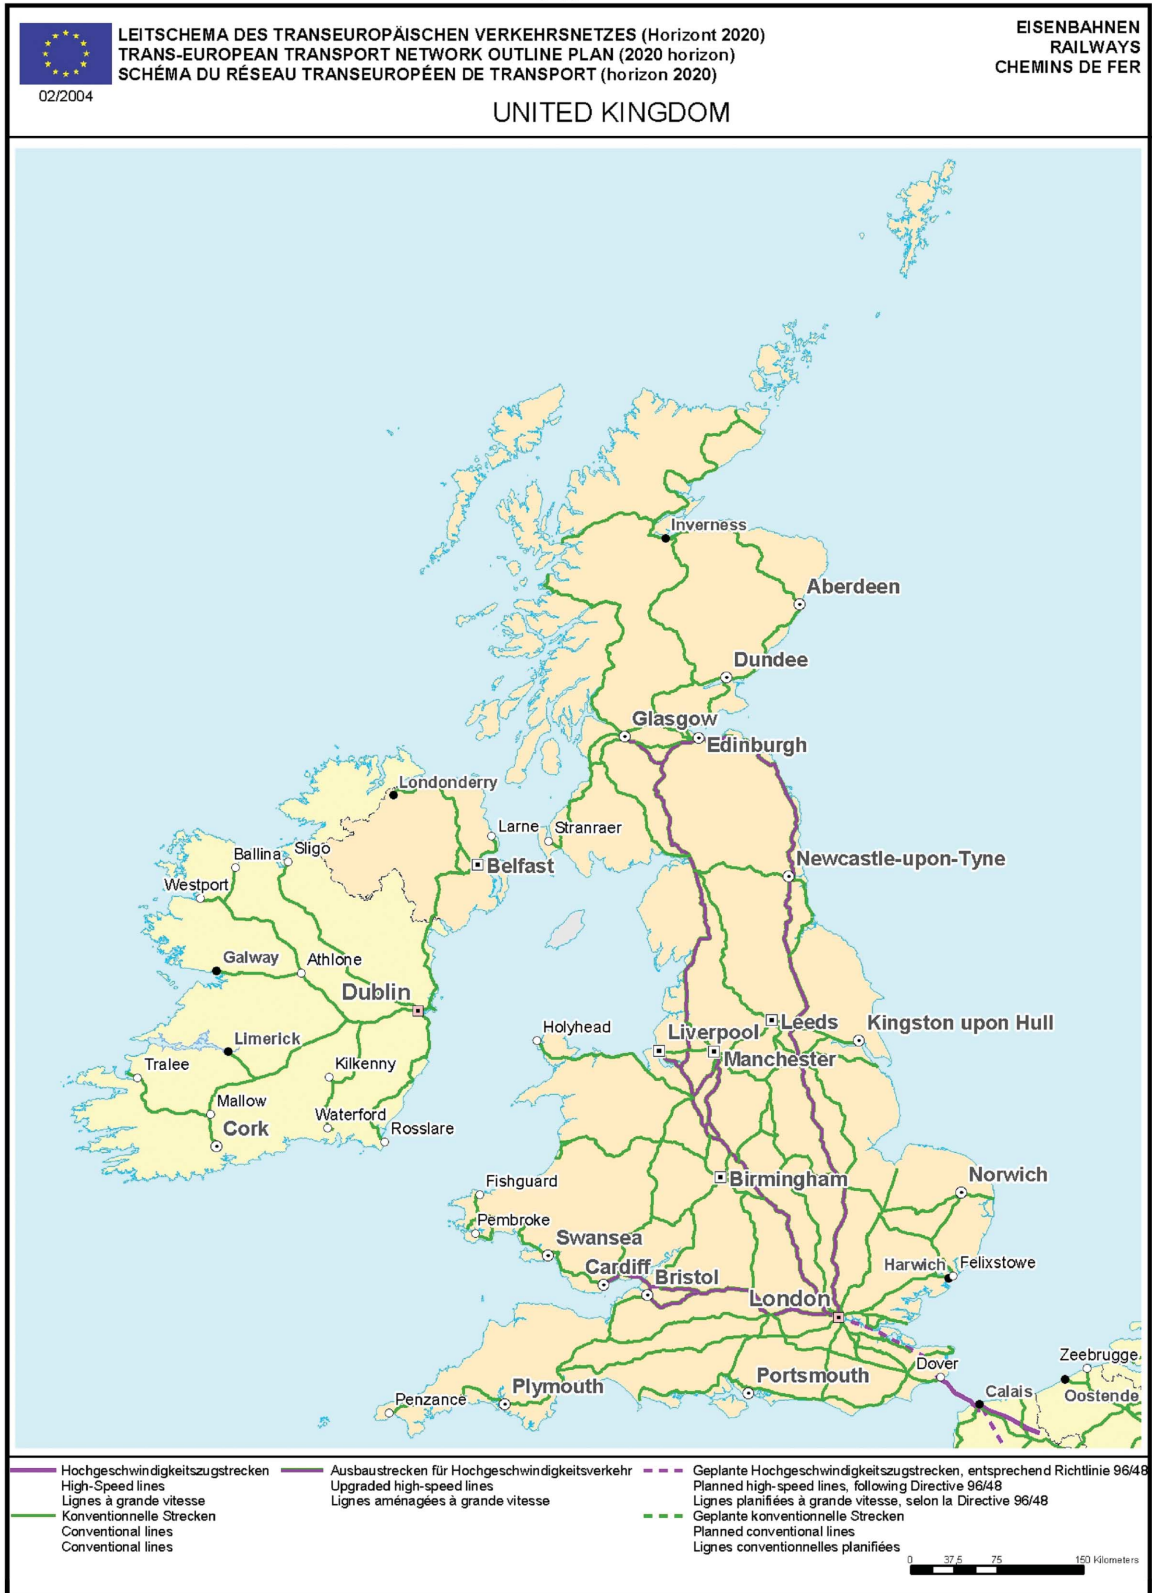 LEITSCHEMA DES TRANSEUROPÄISCHEN VERKEHRSNETZES (Horizont 2020)
TRANS-EUROPEAN TRANSPORT NETWORK OUTLINE PLAN (2020 horizon)
SCHÉMA DU RÉSEAU TRANSEUROPÉEN DE TRANSPORT (horizon 2020)
02/2004
EISENBAHNEN
RAILWAYS
CHEMINS DE FER
UNITED KINGDOM
Inverness
Aberdeen
Dundee
Glasgow
Edinburgh
Londonderry
Larne
Stranraer
Belfast
Newcastle-upon-Tyne
Ballina
Sligo
Westport
Galway
Athlone
Dublin
Limerick
Tralee
Kilkenny
Mallow
Waterford
Cork
Rosslare
Holyhead
Liverpool
Leeds
Kingston upon Hull
Manchester
Birmingham
Norwich
Fishguard
Pembroke
Swansea
Cardiff
Bristol
Harwich
Felixstowe
London
Dover
Zeebrugge
Portsmouth
Plymouth
Penzance
Calais
Oostende
Hochgeschwindigkeitszugstrecken
High-Speed lines
Lignes à grande vitesse
Konventionnelle Strecken
Conventional lines
Conventional lines
Ausbaustrecken für Hochgeschwindigkeitsverkehr
Upgraded high-speed lines
Lignes aménagées à grande vitesse
Geplante Hochgeschwindigkeitszugstrecken, entsprechend Richtlinie 96/48
Planned high-speed lines, following Directive 96/48
Lignes planifiées à grande vitesse, selon la Directive 96/48
Geplante konventionelle Strecken
Planned conventional lines
Lignes conventionnelles planifiées
0 37,5 75 150 Kilometers